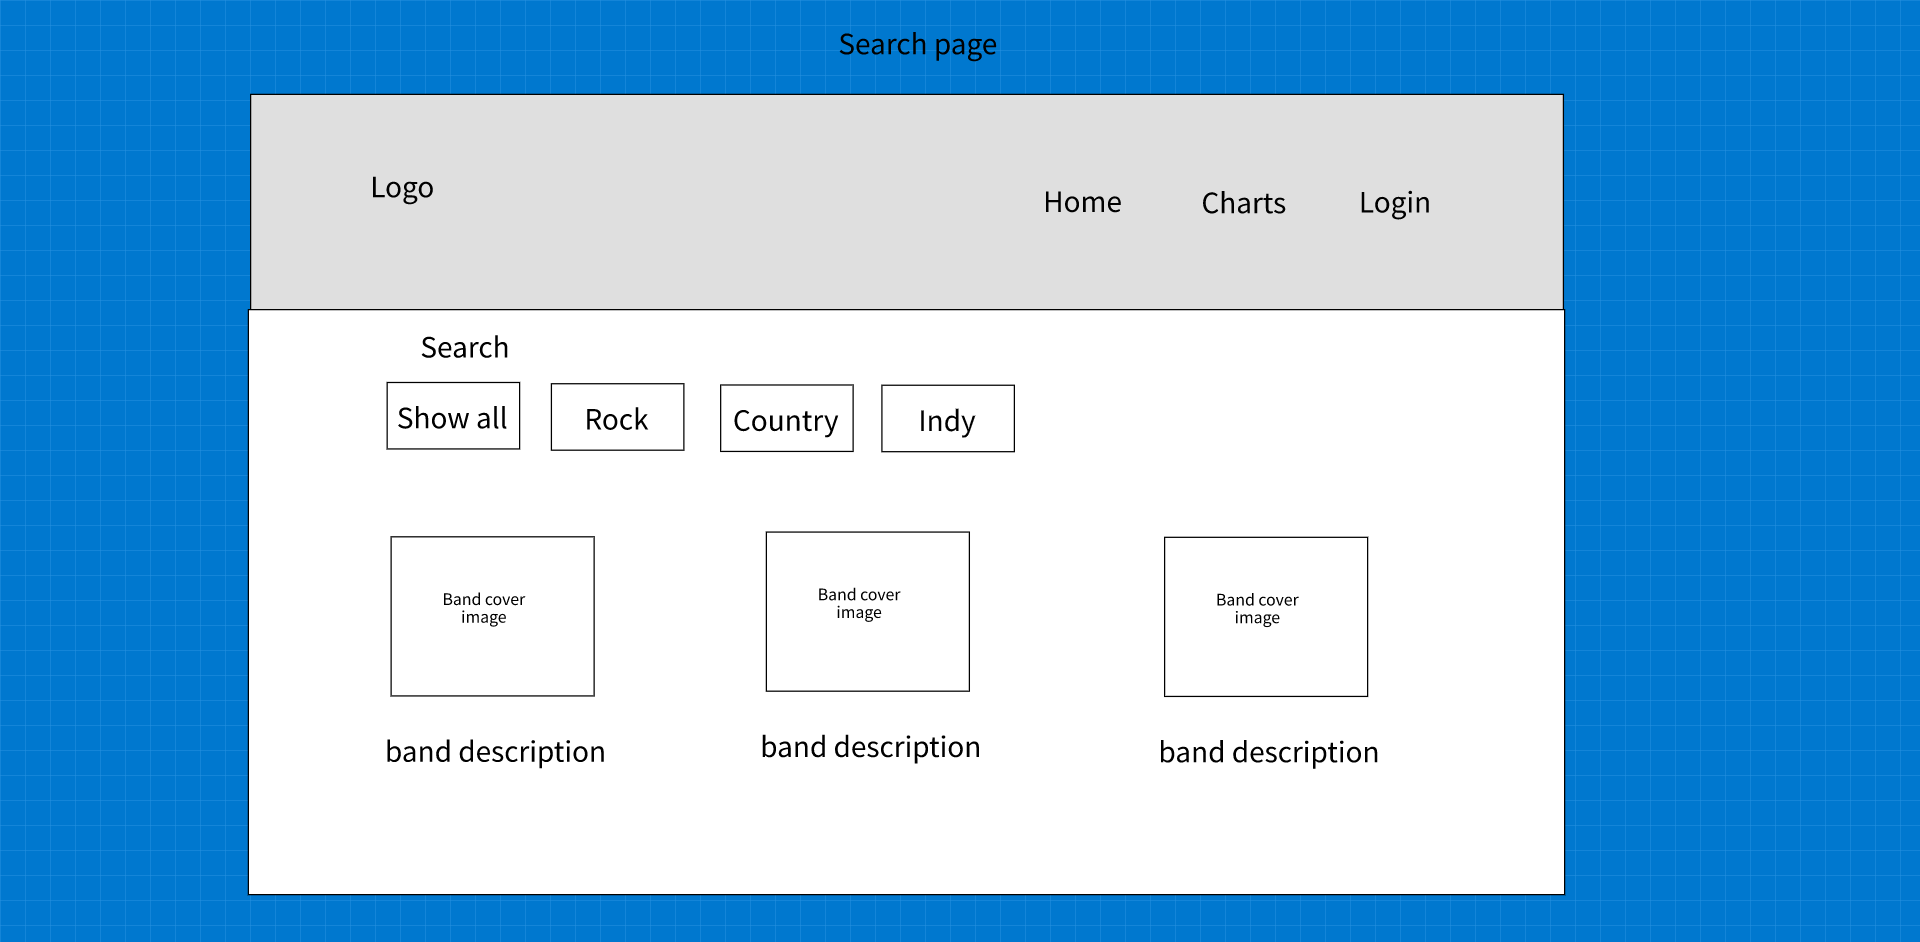 Search page
Logo
Home Charts Login
Search
Show all Rock Country Indy
Band cover
image
Band cover
image
Band cover
image
band description band description band description